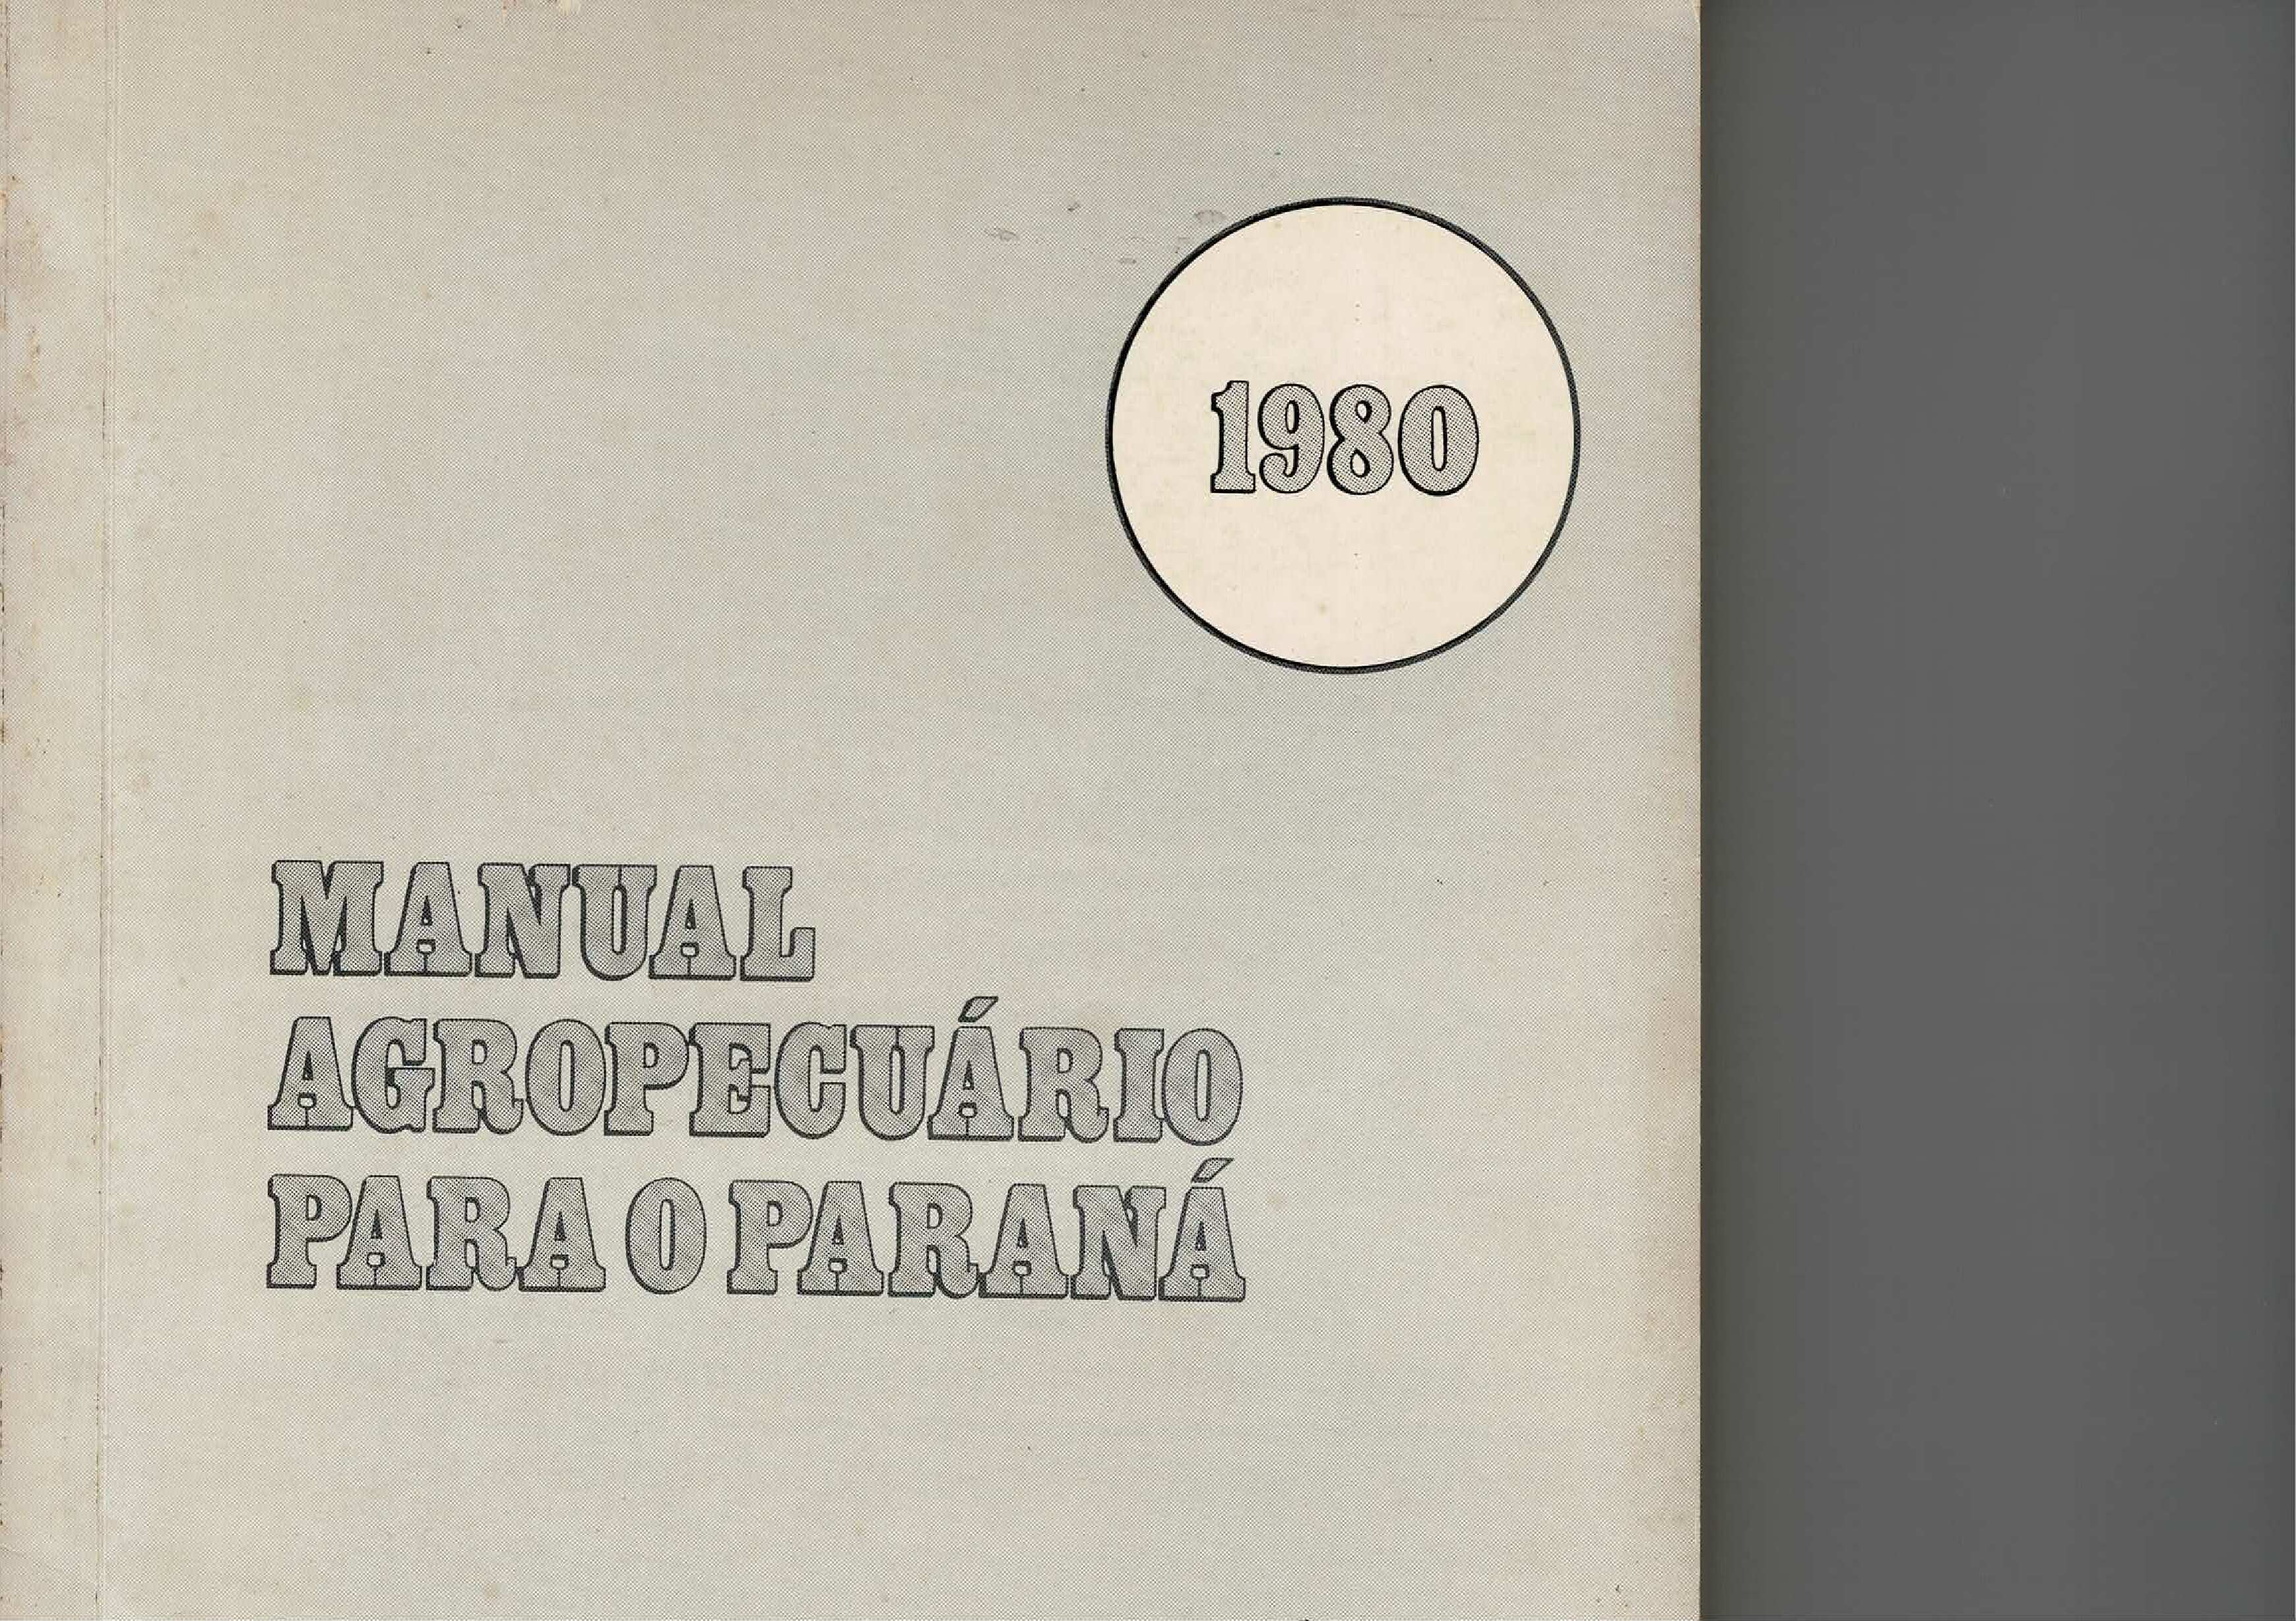 1980
MANUAL
AGROPECUÁRIO
PARA O PARANÁ